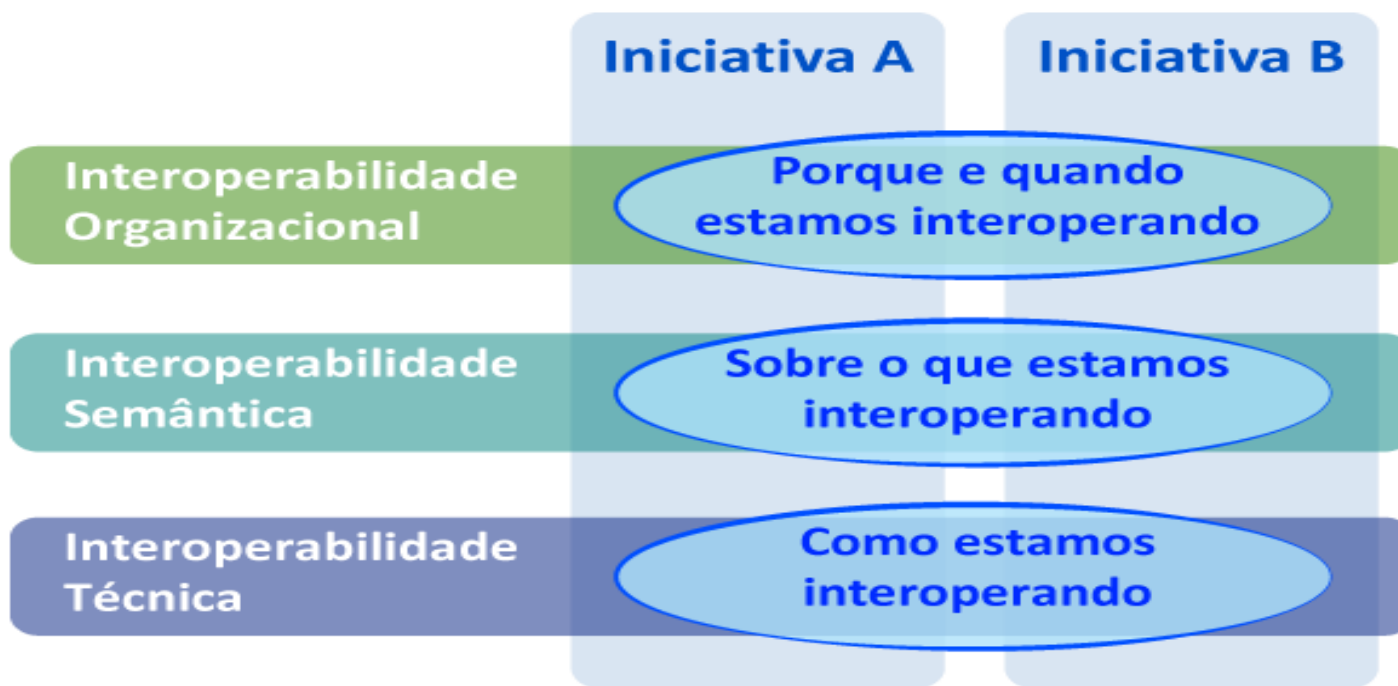 Iniciativa A
Iniciativa B
Interoperabilidade
Organizacional
Porque e quando
estamos interoperando
Interoperabilidade
Semântica
Sobre o que estamos
interoperando
Interoperabilidade
Técnica
Como estamos
interoperando